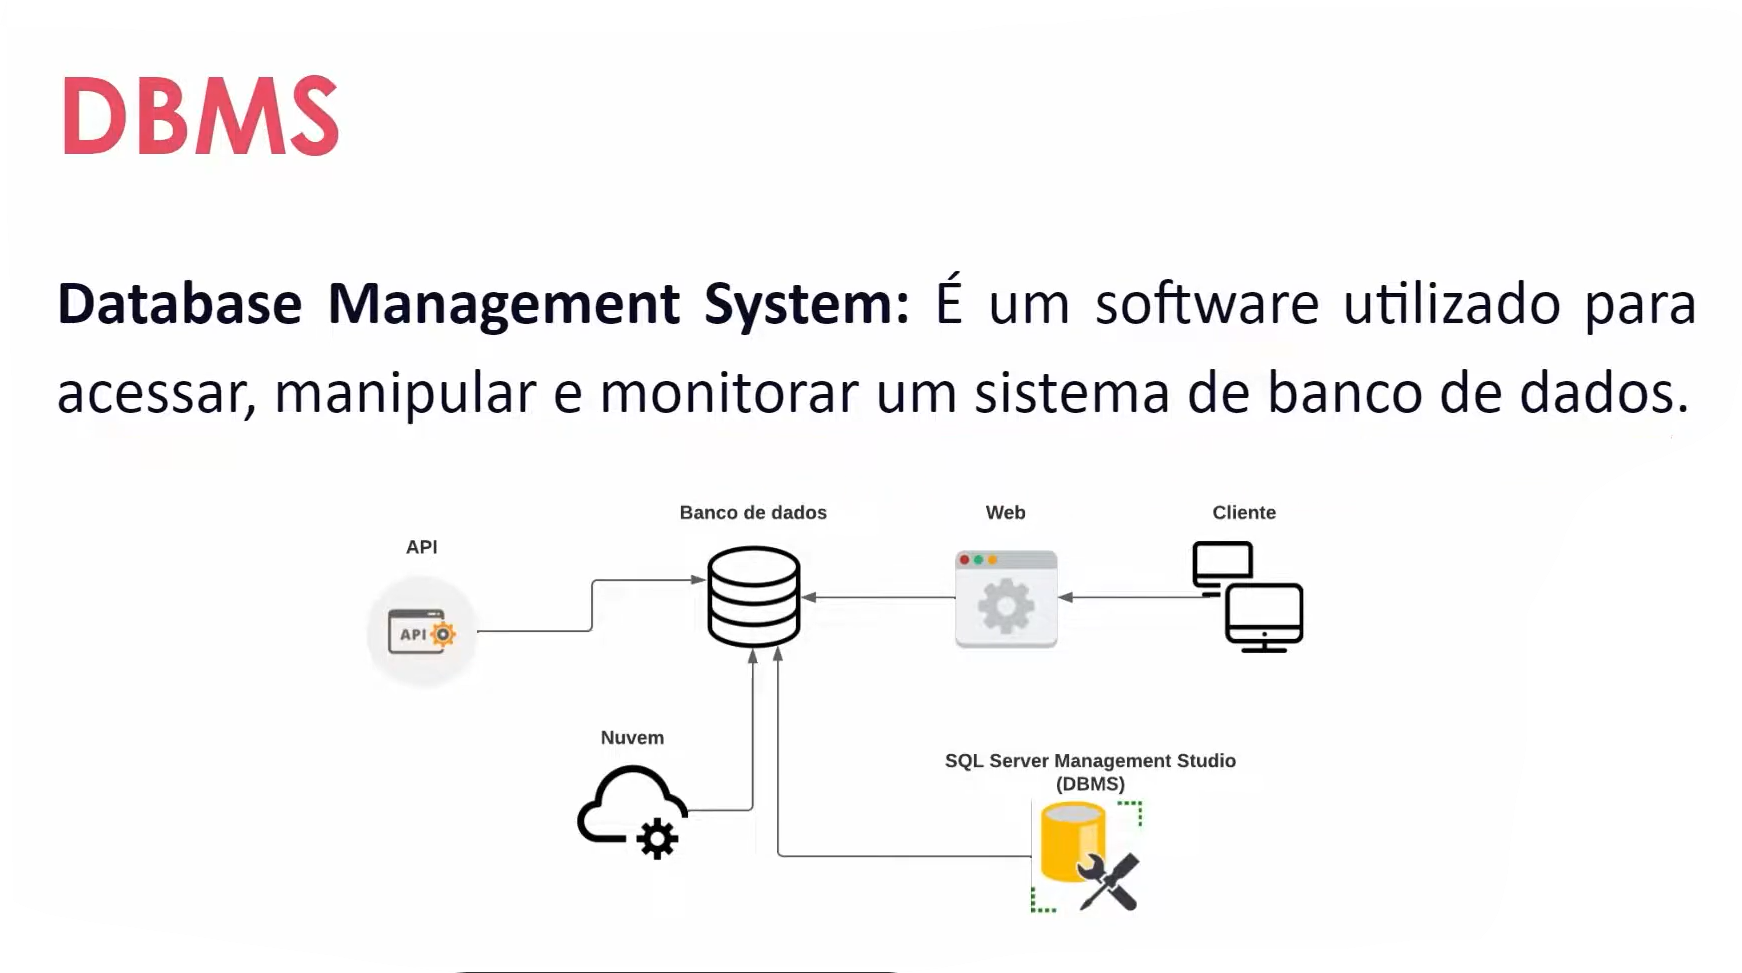 DBMS
Database Management System: É um software utilizado para
acessar, manipular e monitorar um sistema de banco de dados.
Banco de dados
Web
Cliente
API
API
Nuvem
SQL Server Management Studio
(DBMS)